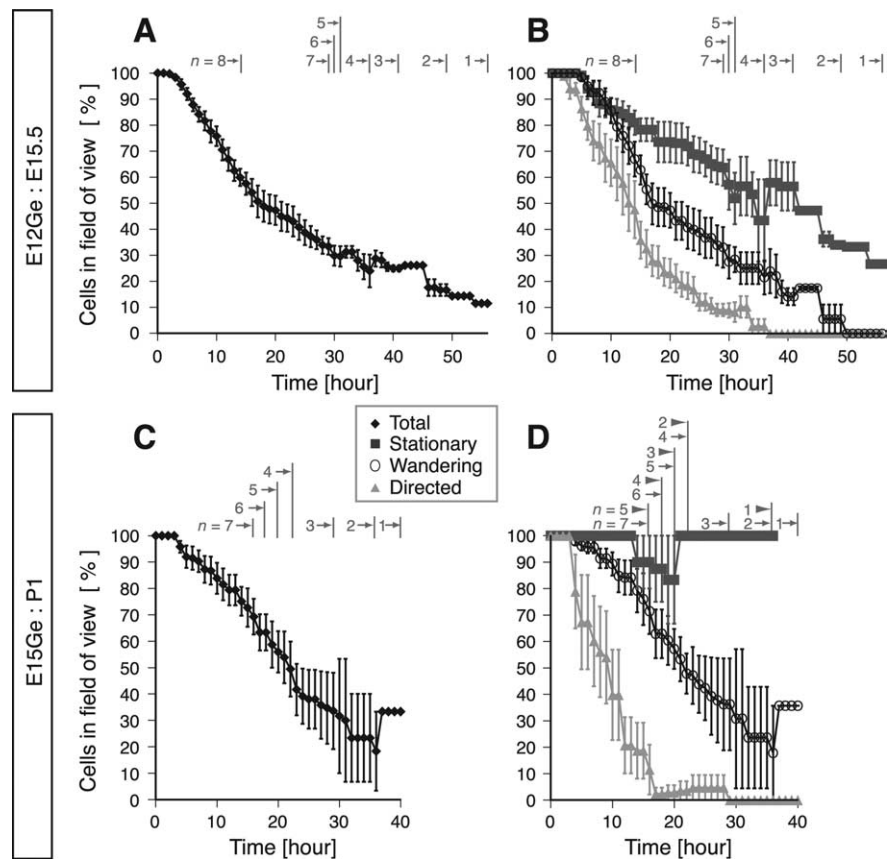 E12Ge : E15.5
A
5→
6→
n = 8→ 7→ 4→ 3→ 2→ 1→
Cells in field of view [ % ]
100
90
80
70
60
50
40
30
20
10
0
0 10 20 30 40 50
Time [hour]
B
5→
6→
n = 8→ 7→ 4→ 3→ 2→ 1→
100
90
80
70
60
50
40
30
20
10
0
0 10 20 30 40 50
Time [hour]
Total
Stationary
Wandering
Directed
E15Ge : P1
C
4→
5→
6→
n = 7→ 3→ 2→ 1→
Cells in field of view [ % ]
100
90
80
70
60
50
40
30
20
10
0
0 10 20 30 40
Time [hour]
D
2
4→
3
5→
4
6→
n = 5 1
n = 7→ 3→ 2→ 1→
100
90
80
70
60
50
40
30
20
10
0
0 10 20 30 40
Time [hour]